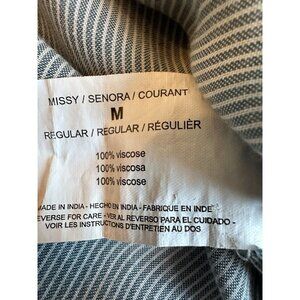 MISSY / SENORA / COURANT
M
REGULAR / REGULAR / RÉGULIÈR
100% viscose
100% viscosa
100% viscose
MADE IN INDIA - HECHO EN INDIA - FABRIQUE EN INDE
REVERSE FOR CARE - VER AL REVERSO PARA EL CUIDADO -
VOIR LES INSTRUCTIONS D'ENTRETIEN AU DOS